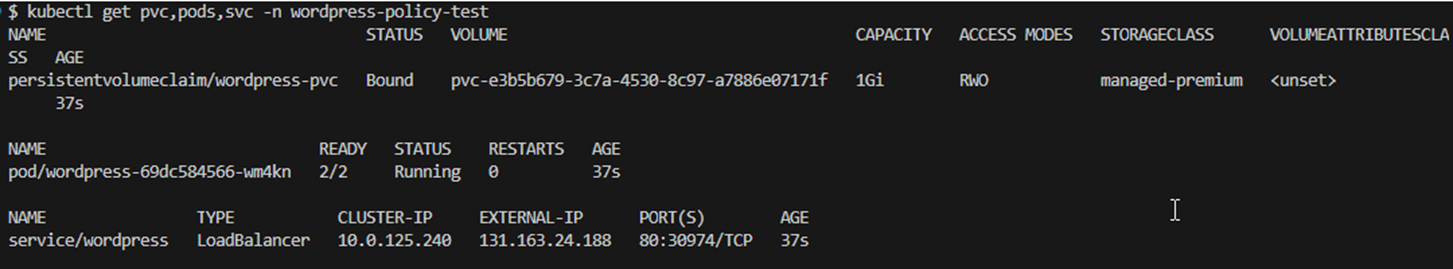 $ kubectl get pvc,pods,svc -n wordpress-policy-test
NAME STATUS VOLUME CAPACITY ACCESS MODES STORAGECLASS VOLUMEATTRIBUTESCLA
SS AGE
persistentvolumeclaim/wordpress-pvc Bound pvc-e3b5b679-3c7a-4530-8c97-a7886e07171f 1Gi RWO managed-premium <unset>
37s
NAME READY STATUS RESTARTS AGE
pod/wordpress-69dc584566-wm4kn 2/2 Running 0 37s
NAME TYPE CLUSTER-IP EXTERNAL-IP PORT(S) AGE
service/wordpress LoadBalancer 10.0.125.240 131.163.24.188 80:30974/TCP 37s